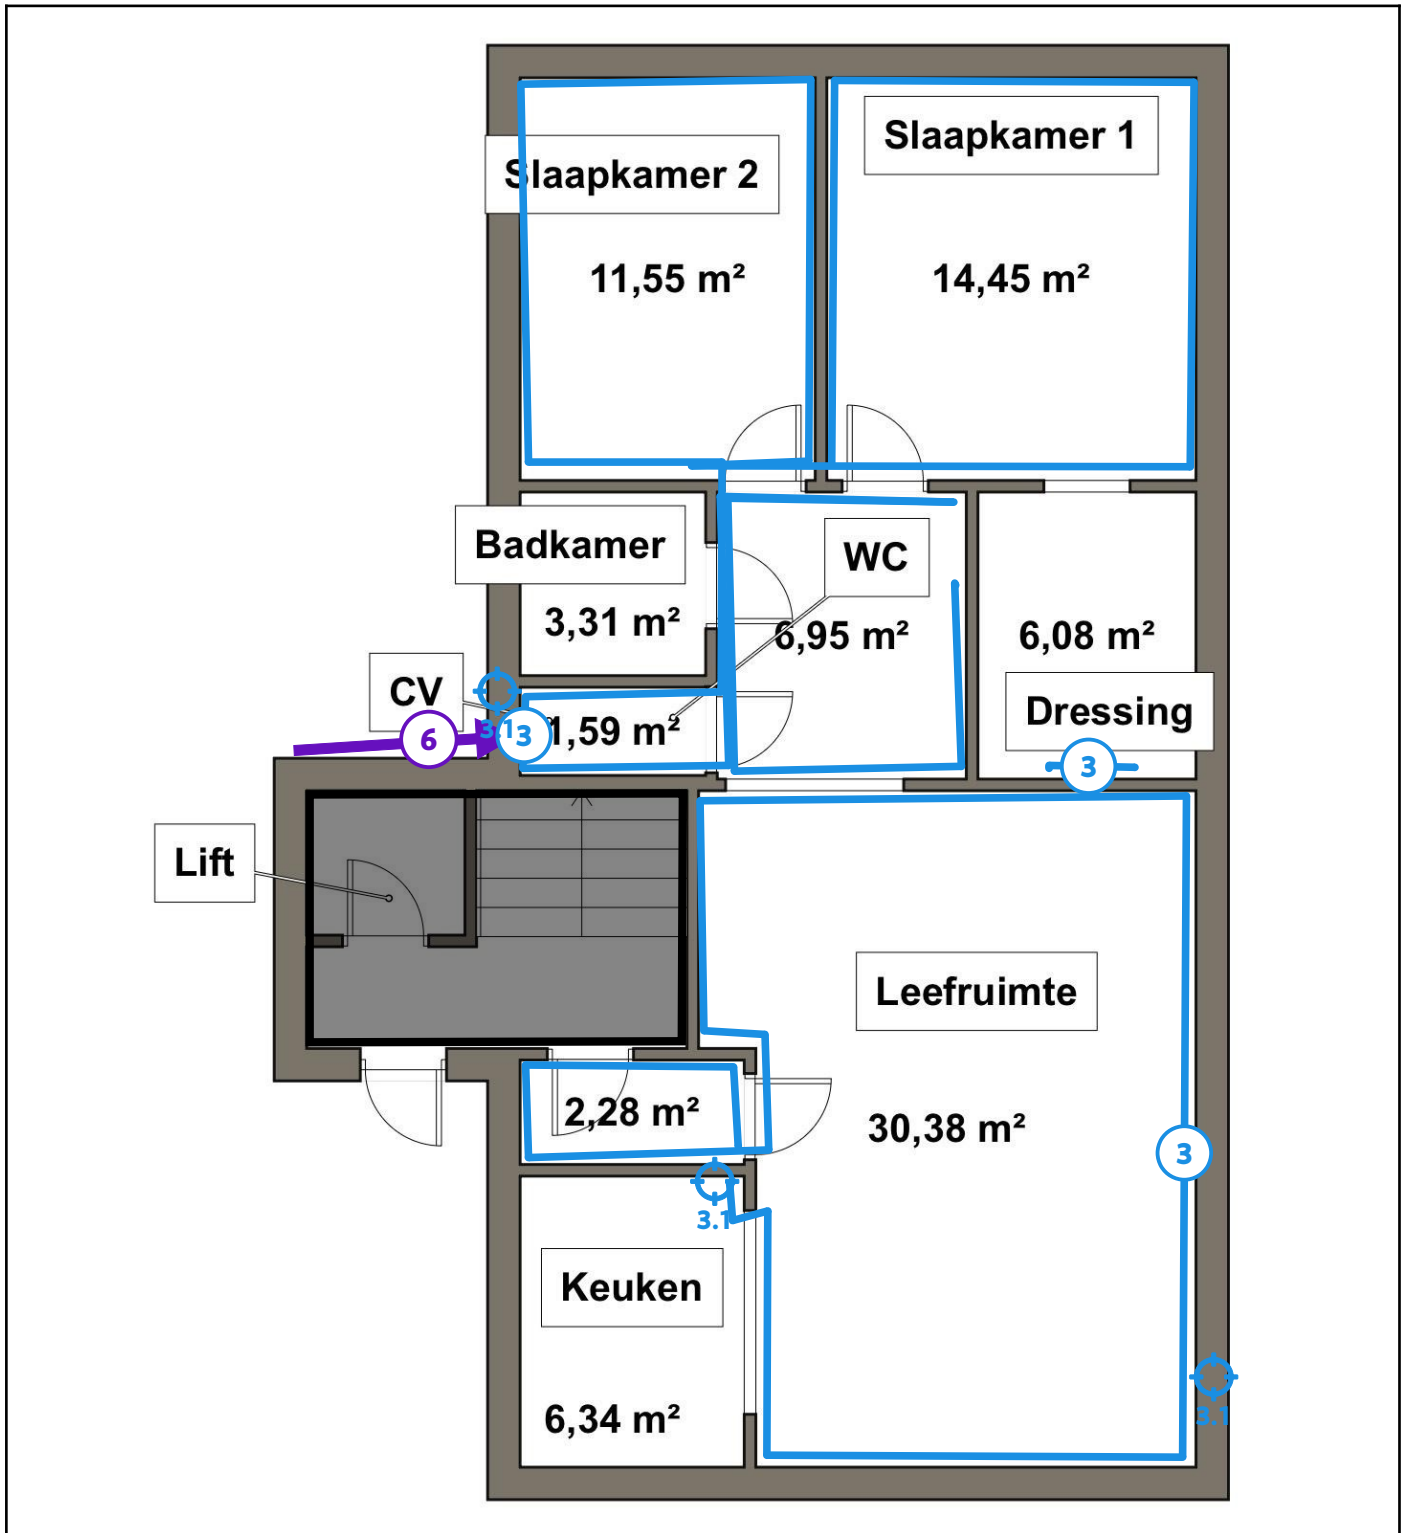 Slaapkamer 1
Slaapkamer 2
11,55 m²
14,45 m²
Badkamer
WC
3,31 m²
6,95 m²
6,08 m²
CV
Dressing
3.1
6
3
1,59 m²
3
Lift
Leefruimte
2,28 m²
30,38 m²
3
3.1
Keuken
6,34 m²
3.1